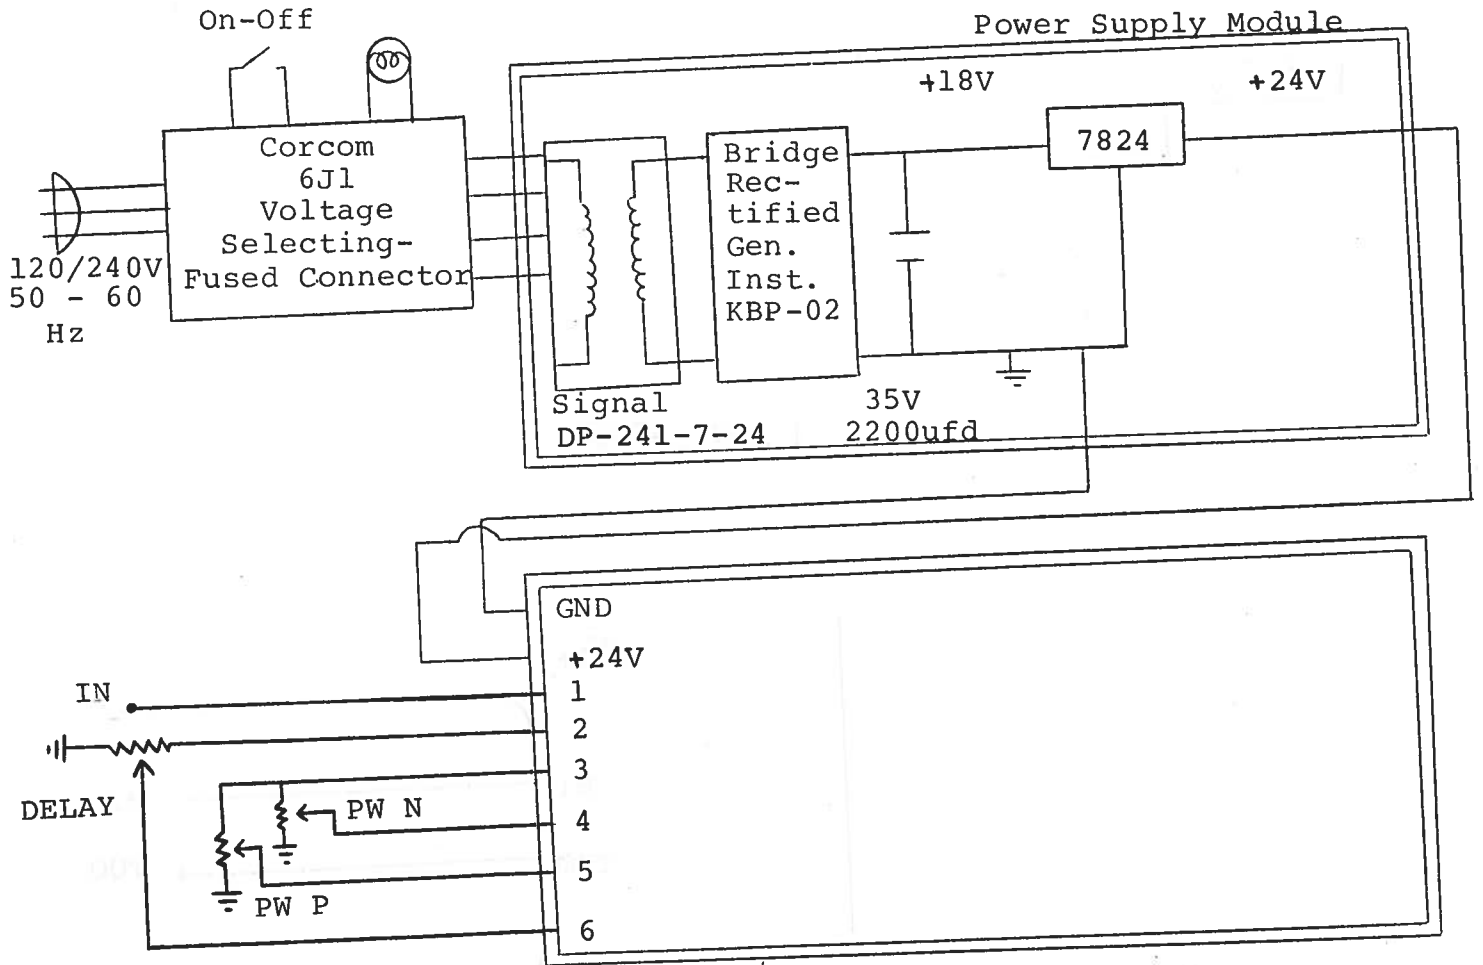 On-Off
Power Supply Module
+18V
+24V
Corcom
6J1
Voltage
Selecting-
Fused Connector
Bridge
Rec-
tified
Gen.
Inst.
KBP-02
7824
120/240V
50 - 60
Hz
Signal
DP-241-7-24
35V
2200ufd
GND
+24V
IN
1
2
3
DELAY
PW N
4
5
PW P
6